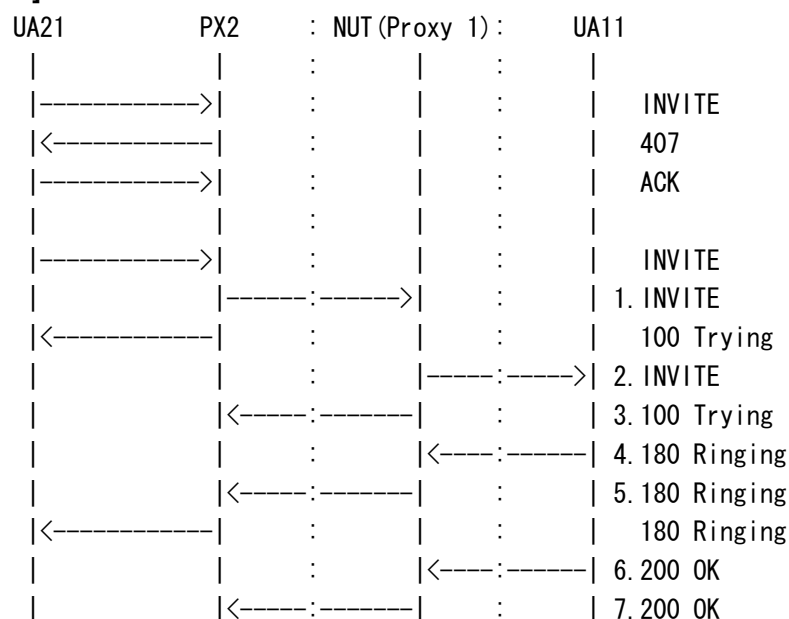 UA21 PX2 : NUT(Proxy 1): UA11
| | : | : |
|------------>| : | : | INVITE
|<------------| : | : | 407
|------------>| : | : | ACK
| | : | : |
|------------>| : | : | INVITE
| |------:------>| : | 1. INVITE
|<------------| : | : | 100 Trying
| | : |-----:----->| 2. INVITE
| |<-----:-------| : | 3. 100 Trying
| | : |<----:------| 4. 180 Ringing
| |<-----:-------| : | 5. 180 Ringing
|<------------| : | : | 180 Ringing
| | : |<----:------| 6. 200 OK
| |<-----:-------| : | 7. 200 OK